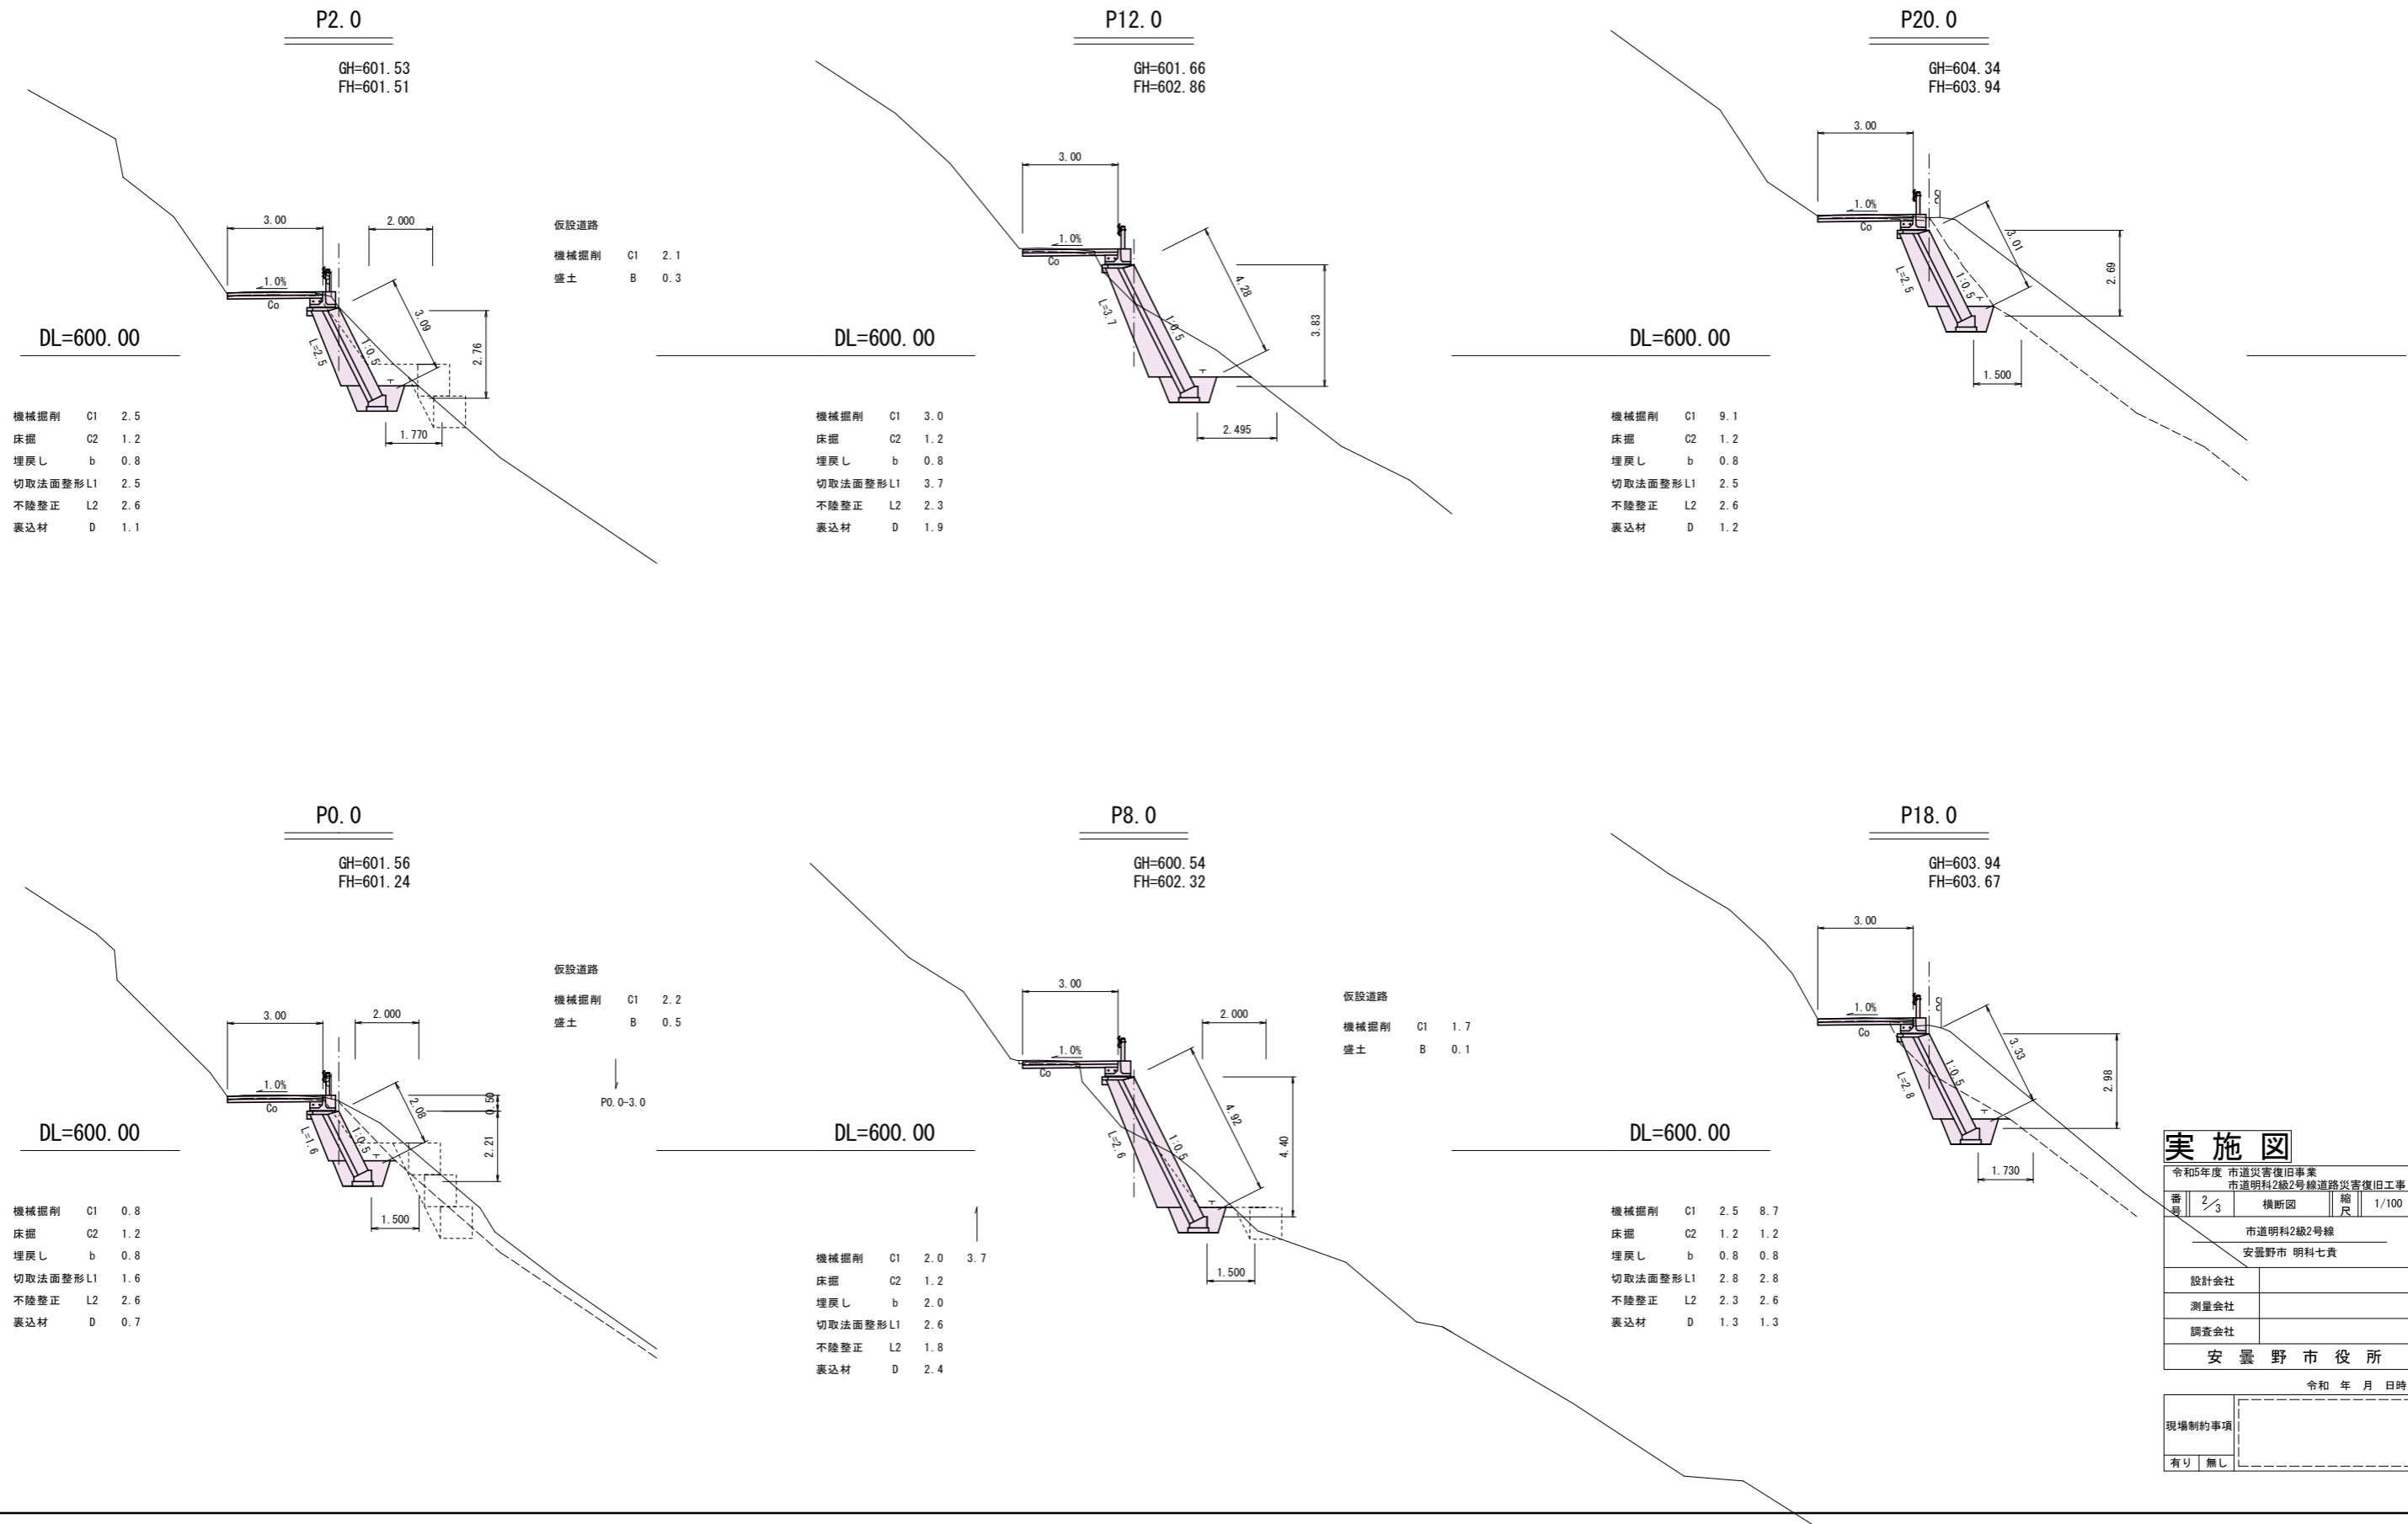 P2.0
GH=601.53
FH=601.51
3.00
2.000
1.0%
Co
3.09
2.76
L=2.5
1:0.5
1.770
仮設道路
機械掘削 C1 2.1
盛土 B 0.3
DL=600.00
機械掘削 C1 2.5
床掘 C2 1.2
埋戻し b 0.8
切取法面整形 L1 2.5
不陸整正 L2 2.6
裏込材 D 1.1
P12.0
GH=601.66
FH=602.86
3.00
1.0%
Co
4.28
3.83
L=3.7
1:0.5
2.495
DL=600.00
機械掘削 C1 3.0
床掘 C2 1.2
埋戻し b 0.8
切取法面整形 L1 3.7
不陸整正 L2 2.3
裏込材 D 1.9
P20.0
GH=604.34
FH=603.94
3.00
1.0%
Co
3.01
2.69
L=2.5
1:0.5
1.500
DL=600.00
機械掘削 C1 9.1
床掘 C2 1.2
埋戻し b 0.8
切取法面整形 L1 2.5
不陸整正 L2 2.6
裏込材 D 1.2
P0.0
GH=601.56
FH=601.24
3.00
2.000
1.0%
Co
2.08
0.50
2.21
L=1.6
1:0.5
1.500
仮設道路
機械掘削 C1 2.2
盛土 B 0.5
P0.0-3.0
DL=600.00
機械掘削 C1 0.8
床掘 C2 1.2
埋戻し b 0.8
切取法面整形 L1 1.6
不陸整正 L2 2.6
裏込材 D 0.7
P8.0
GH=600.54
FH=602.32
3.00
2.000
1.0%
Co
4.92
4.40
L=2.6
1:0.5
1.500
仮設道路
機械掘削 C1 1.7
盛土 B 0.1
DL=600.00
機械掘削 C1 2.0 3.7
床掘 C2 1.2
埋戻し b 2.0
切取法面整形 L1 2.6
不陸整正 L2 1.8
裏込材 D 2.4
P18.0
GH=603.94
FH=603.67
3.00
1.0%
Co
3.33
2.98
L=2.8
1:0.5
1.730
DL=600.00
機械掘削 C1 2.5 8.7
床掘 C2 1.2 1.2
埋戻し b 0.8 0.8
切取法面整形 L1 2.8 2.8
不陸整正 L2 2.3 2.6
裏込材 D 1.3 1.3
実施図
令和5年度 市道災害復旧事業
市道明科2級2号線道路災害復旧工事
番号 2/3 横断図 縮尺 1/100
市道明科2級2号線
安曇野市 明科七貴
設計会社
測量会社
調査会社
安曇野市役所
令和 年 月 日時
現場制約事項
有り 無し